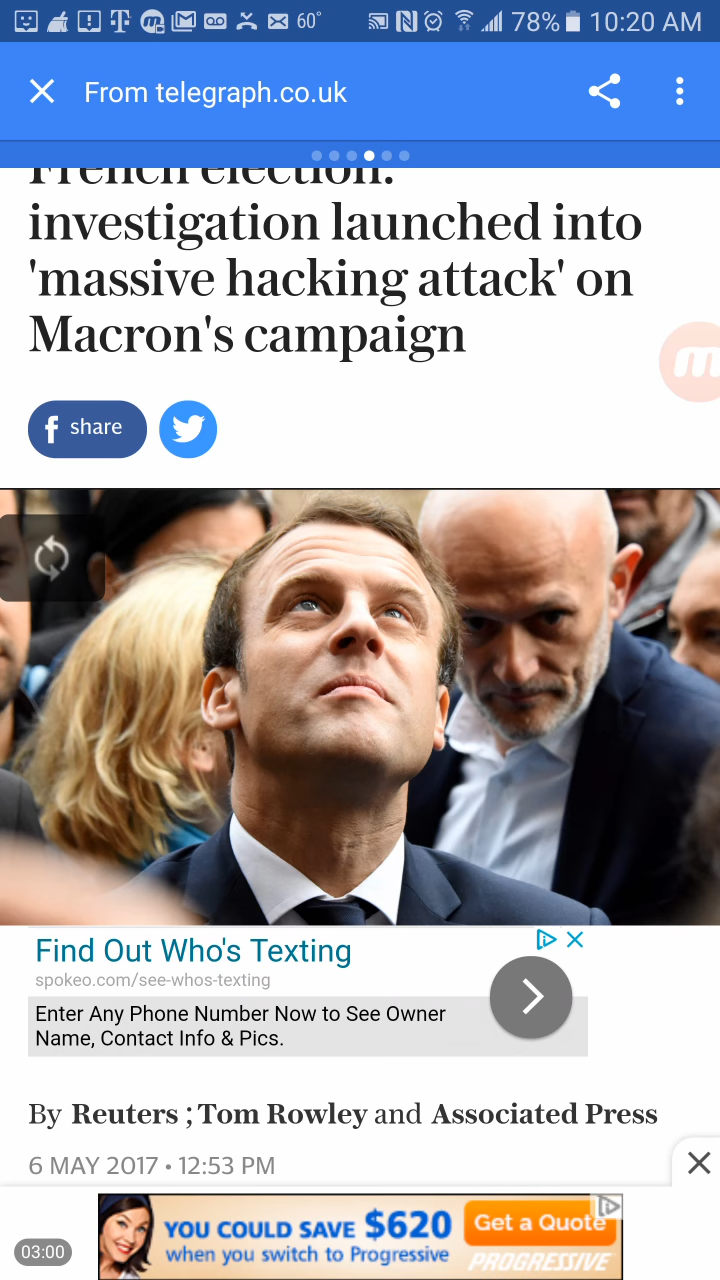 60°
78%
10:20 AM
From telegraph.co.uk
French election:
investigation launched into
'massive hacking attack' on
Macron's campaign
m
f share
Find Out Who's Texting
spokeo.com/see-whos-texting
Enter Any Phone Number Now to See Owner
Name, Contact Info & Pics.
By Reuters ; Tom Rowley and Associated Press
6 MAY 2017 • 12:53 PM
03:00
YOU COULD SAVE $620
when you switch to Progressive
Get a Quote
PROGRESSIVE